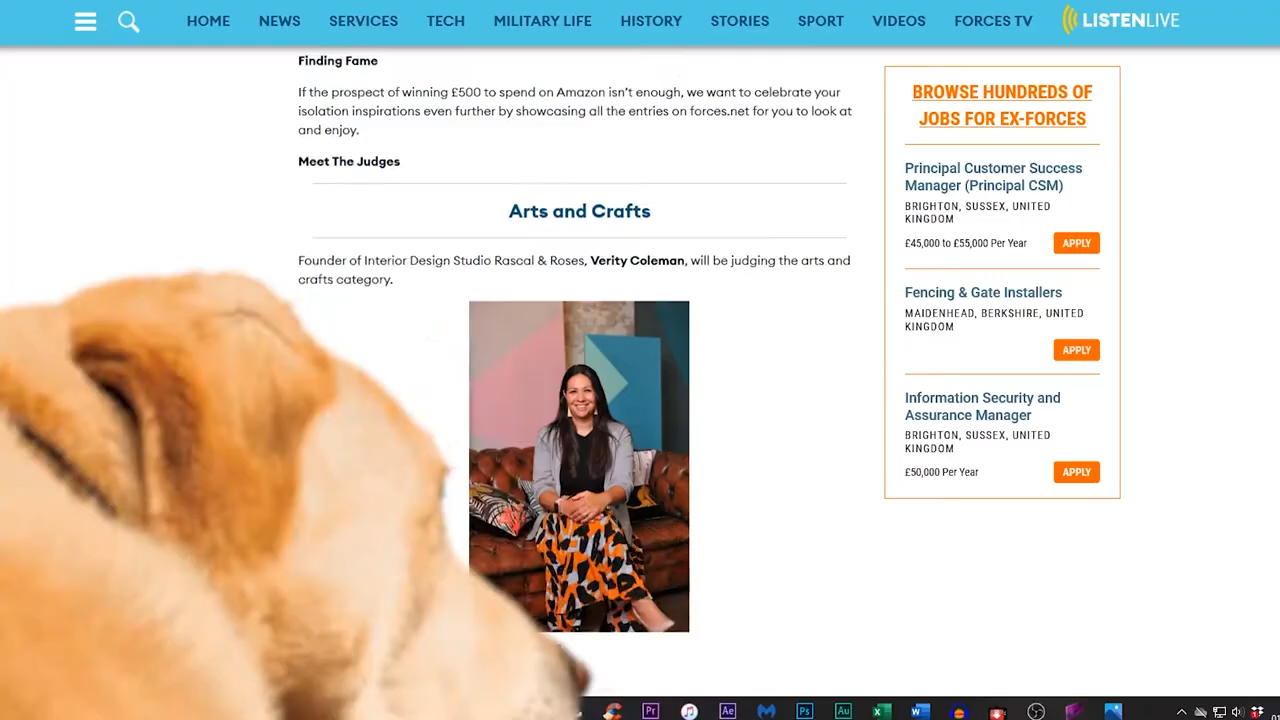 HOME NEWS SERVICES TECH MILITARY LIFE HISTORY STORIES SPORT VIDEOS FORCES TV LISTENLIVE
Finding Fame
If the prospect of winning £500 to spend on Amazon isn't enough, we want to celebrate your
isolation inspirations even further by showcasing all the entries on forces.net for you to look at
and enjoy.
Meet The Judges
Arts and Crafts
Founder of Interior Design Studio Rascal & Roses, Verity Coleman, will be judging the arts and
crafts category.
BROWSE HUNDREDS OF
JOBS FOR EX-FORCES
Principal Customer Success
Manager (Principal CSM)
BRIGHTON, SUSSEX, UNITED
KINGDOM
£45,000 to £55,000 Per Year APPLY
Fencing & Gate Installers
MAIDENHEAD, BERKSHIRE, UNITED
KINGDOM
APPLY
Information Security and
Assurance Manager
BRIGHTON, SUSSEX, UNITED
KINGDOM
£50,000 Per Year APPLY
Pr Ae Ps Au